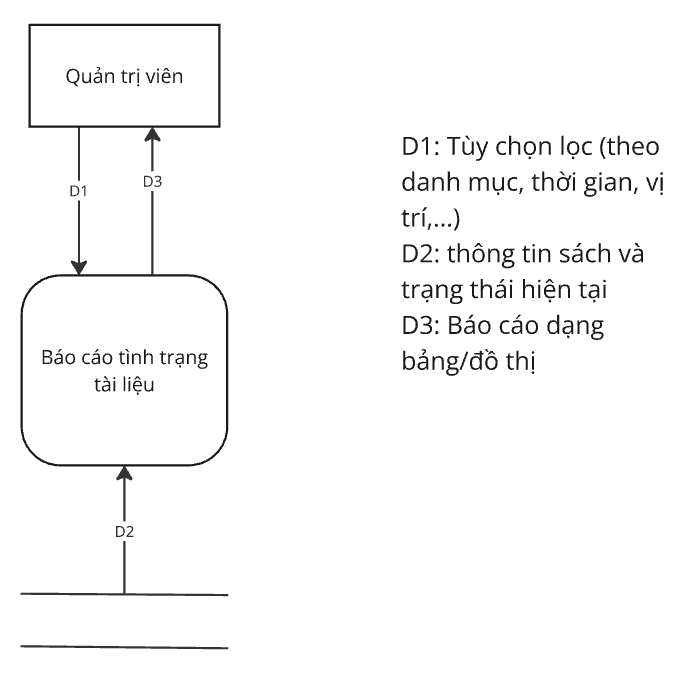 Quản trị viên
D1
D3
Báo cáo tình trạng
tài liệu
D2
D1: Tùy chọn lọc (theo
danh mục, thời gian, vị
trí,...)
D2: thông tin sách và
trạng thái hiện tại
D3: Báo cáo dạng
bảng/đồ thị